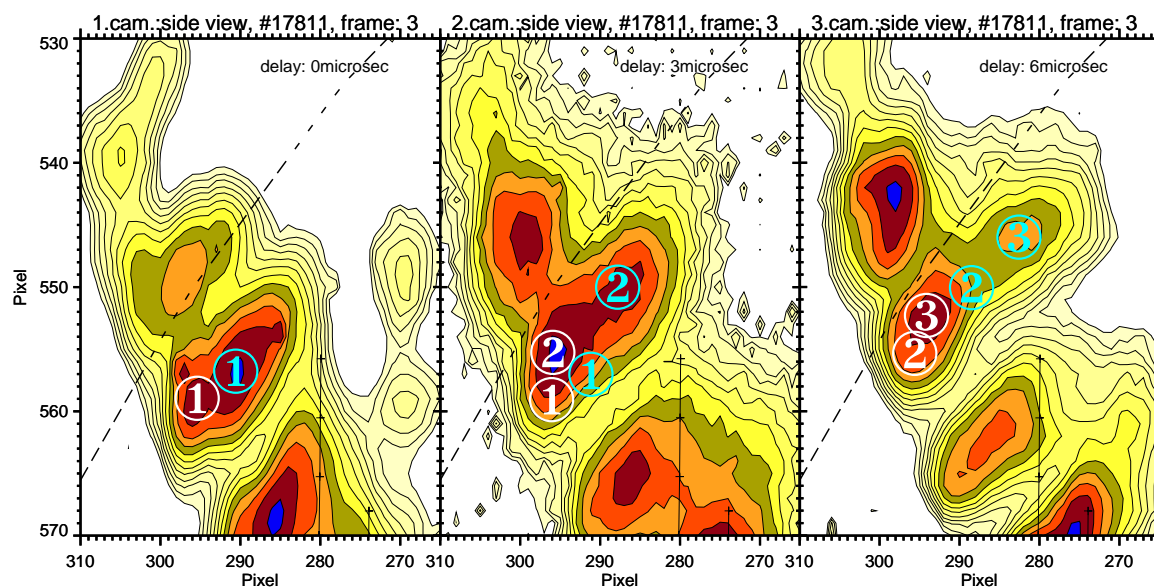 1.cam.:side view, #17811, frame: 3
2.cam.:side view, #17811, frame: 3
3.cam.:side view, #17811, frame: 3
delay: 0microsec
delay: 3microsec
delay: 6microsec
530
540
550
560
570
Pixel
1
1
2
2
1
1
3
3
2
2
310 300 290 280 270
310 300 290 280 270
310 300 290 280 270
Pixel
Pixel
Pixel